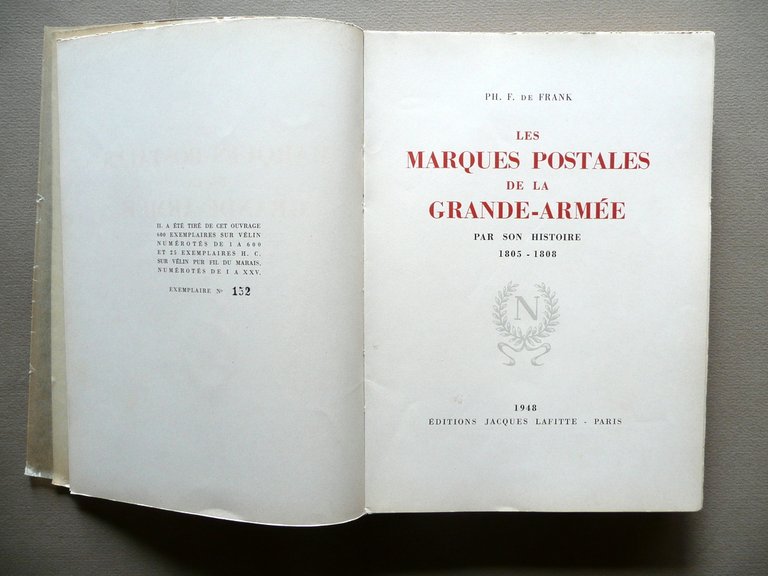 IL A ÉTÉ TIRÉ DE CET OUVRAGE
600 EXEMPLAIRES SUR VÉLIN
NUMÉROTÉS DE 1 A 600
ET 25 EXEMPLAIRES H. C.
SUR VÉLIN PUR FIL DU MARAIS,
NUMÉROTÉS DE I A XXV.
EXEMPLAIRE Nº 152
PH. F. DE FRANK
LES
MARQUES POSTALES
DE LA
GRANDE-ARMÉE
PAR SON HISTOIRE
1805 - 1808
N
1948
ÉDITIONS JACQUES LAFITTE - PARIS